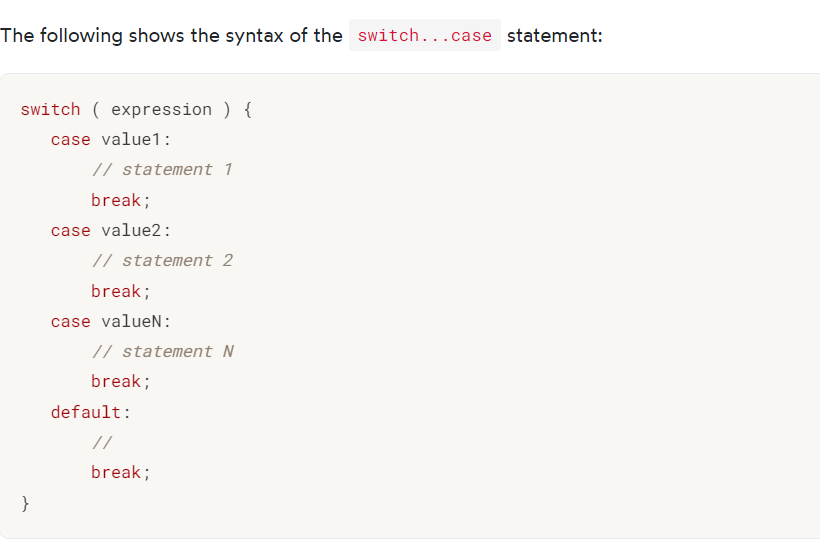 The following shows the syntax of the switch...case statement:
switch ( expression ) {
   case value1:
       // statement 1
       break;
   case value2:
       // statement 2
       break;
   case valueN:
       // statement N
       break;
   default:
       //
       break;
}